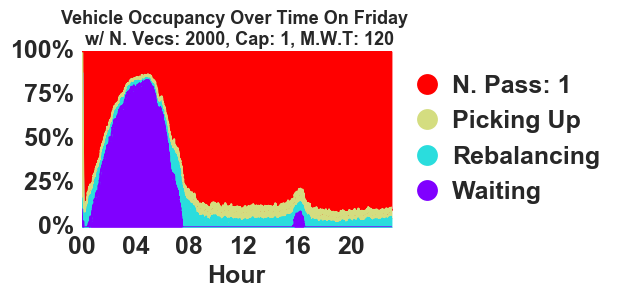 Vehicle Occupancy Over Time On Friday
w/ N. Vecs: 2000, Cap: 1, M.W.T: 120
100%
75%
50%
25%
0%
00 04 08 12 16 20
Hour
N. Pass: 1
Picking Up
Rebalancing
Waiting